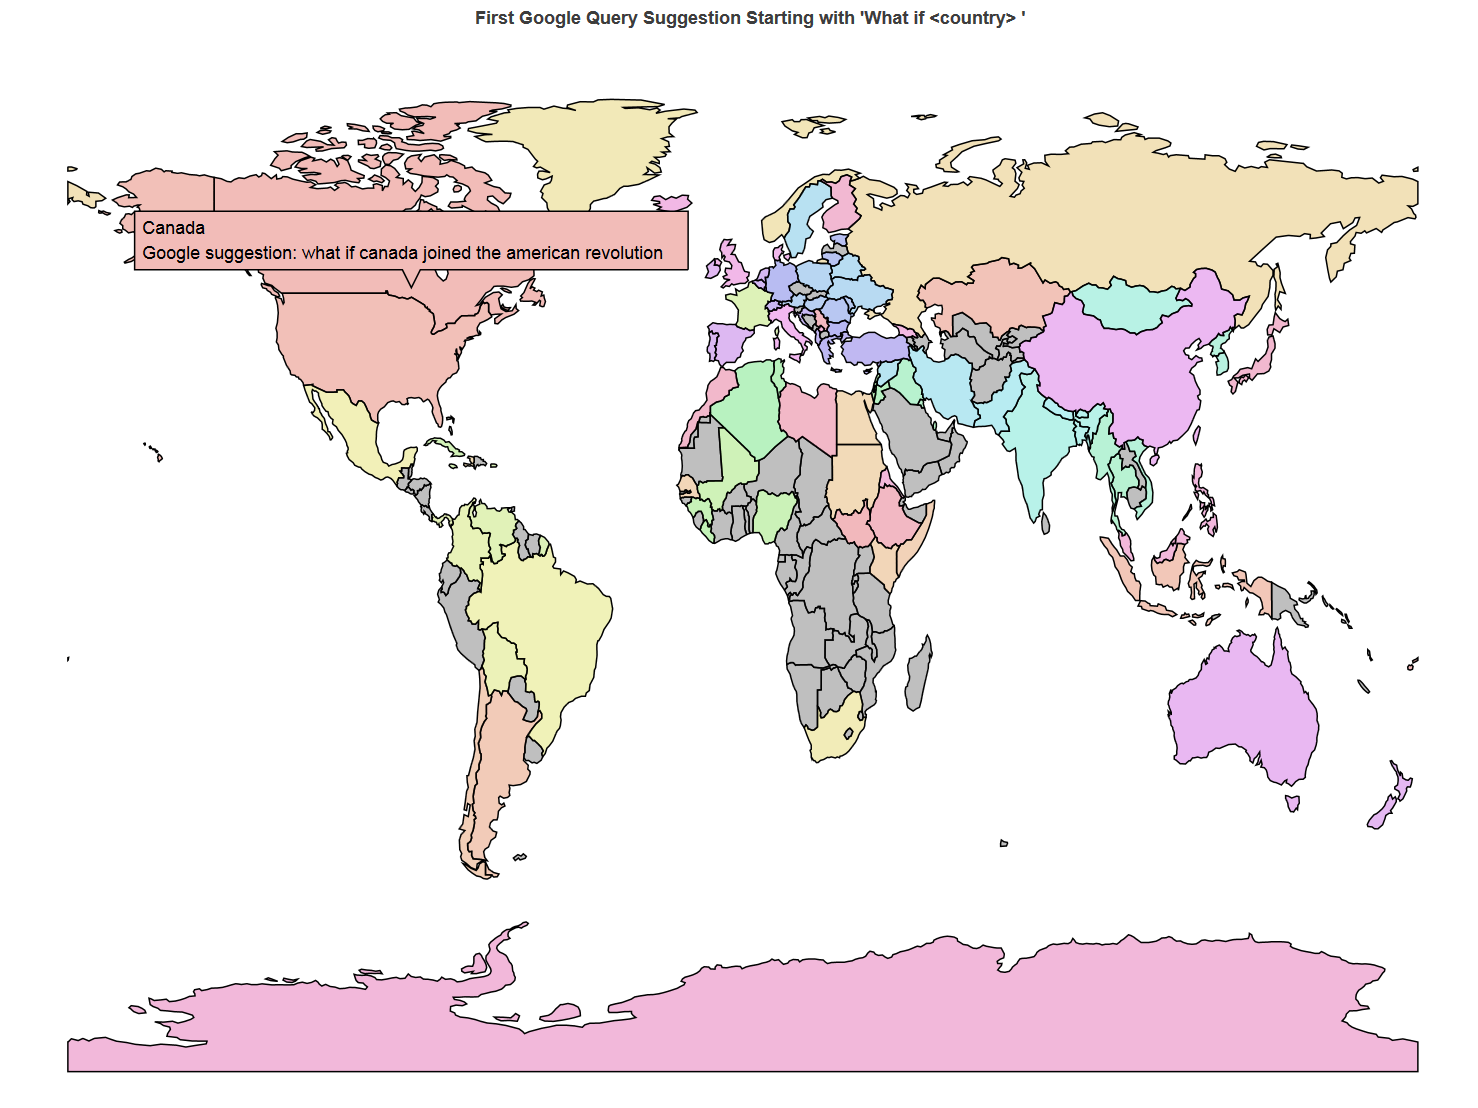 First Google Query Suggestion Starting with 'What if <country> '
Canada
Google suggestion: what if canada joined the american revolution